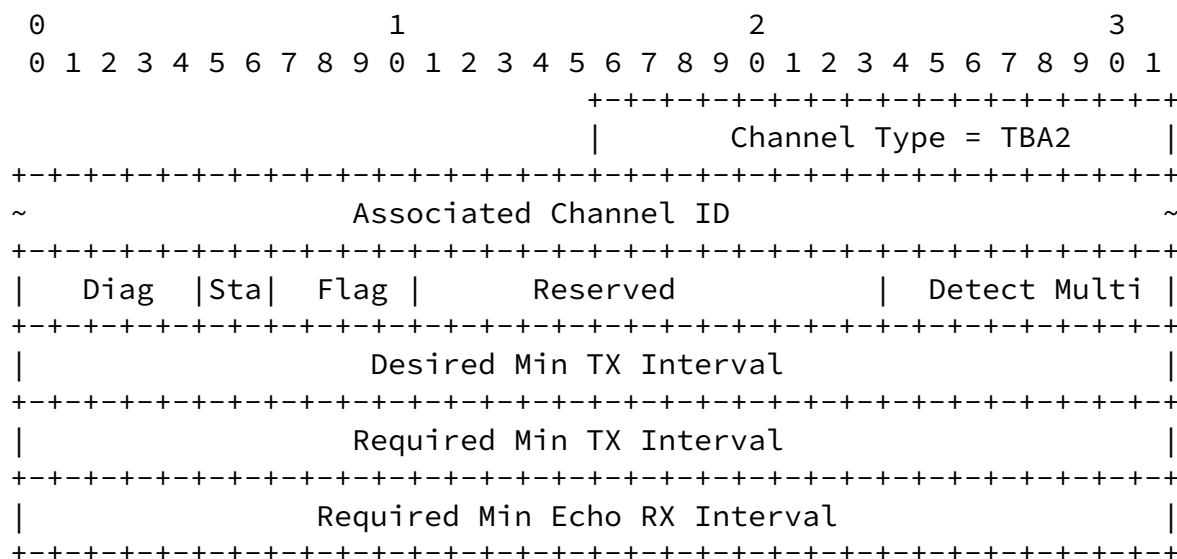 0                   1                   2                   3
 0 1 2 3 4 5 6 7 8 9 0 1 2 3 4 5 6 7 8 9 0 1 2 3 4 5 6 7 8 9 0 1
                                +-+-+-+-+-+-+-+-+-+-+-+-+-+-+-+-+
                                |       Channel Type = TBA2     |
+-+-+-+-+-+-+-+-+-+-+-+-+-+-+-+-+-+-+-+-+-+-+-+-+-+-+-+-+-+-+-+-+
~                  Associated Channel ID                        ~
+-+-+-+-+-+-+-+-+-+-+-+-+-+-+-+-+-+-+-+-+-+-+-+-+-+-+-+-+-+-+-+-+
|   Diag  |Sta|  Flag |      Reserved           |  Detect Multi |
+-+-+-+-+-+-+-+-+-+-+-+-+-+-+-+-+-+-+-+-+-+-+-+-+-+-+-+-+-+-+-+-+
|                   Desired Min TX Interval                     |
+-+-+-+-+-+-+-+-+-+-+-+-+-+-+-+-+-+-+-+-+-+-+-+-+-+-+-+-+-+-+-+-+
|                  Required Min TX Interval                     |
+-+-+-+-+-+-+-+-+-+-+-+-+-+-+-+-+-+-+-+-+-+-+-+-+-+-+-+-+-+-+-+-+
|                Required Min Echo RX Interval                  |
+-+-+-+-+-+-+-+-+-+-+-+-+-+-+-+-+-+-+-+-+-+-+-+-+-+-+-+-+-+-+-+-+